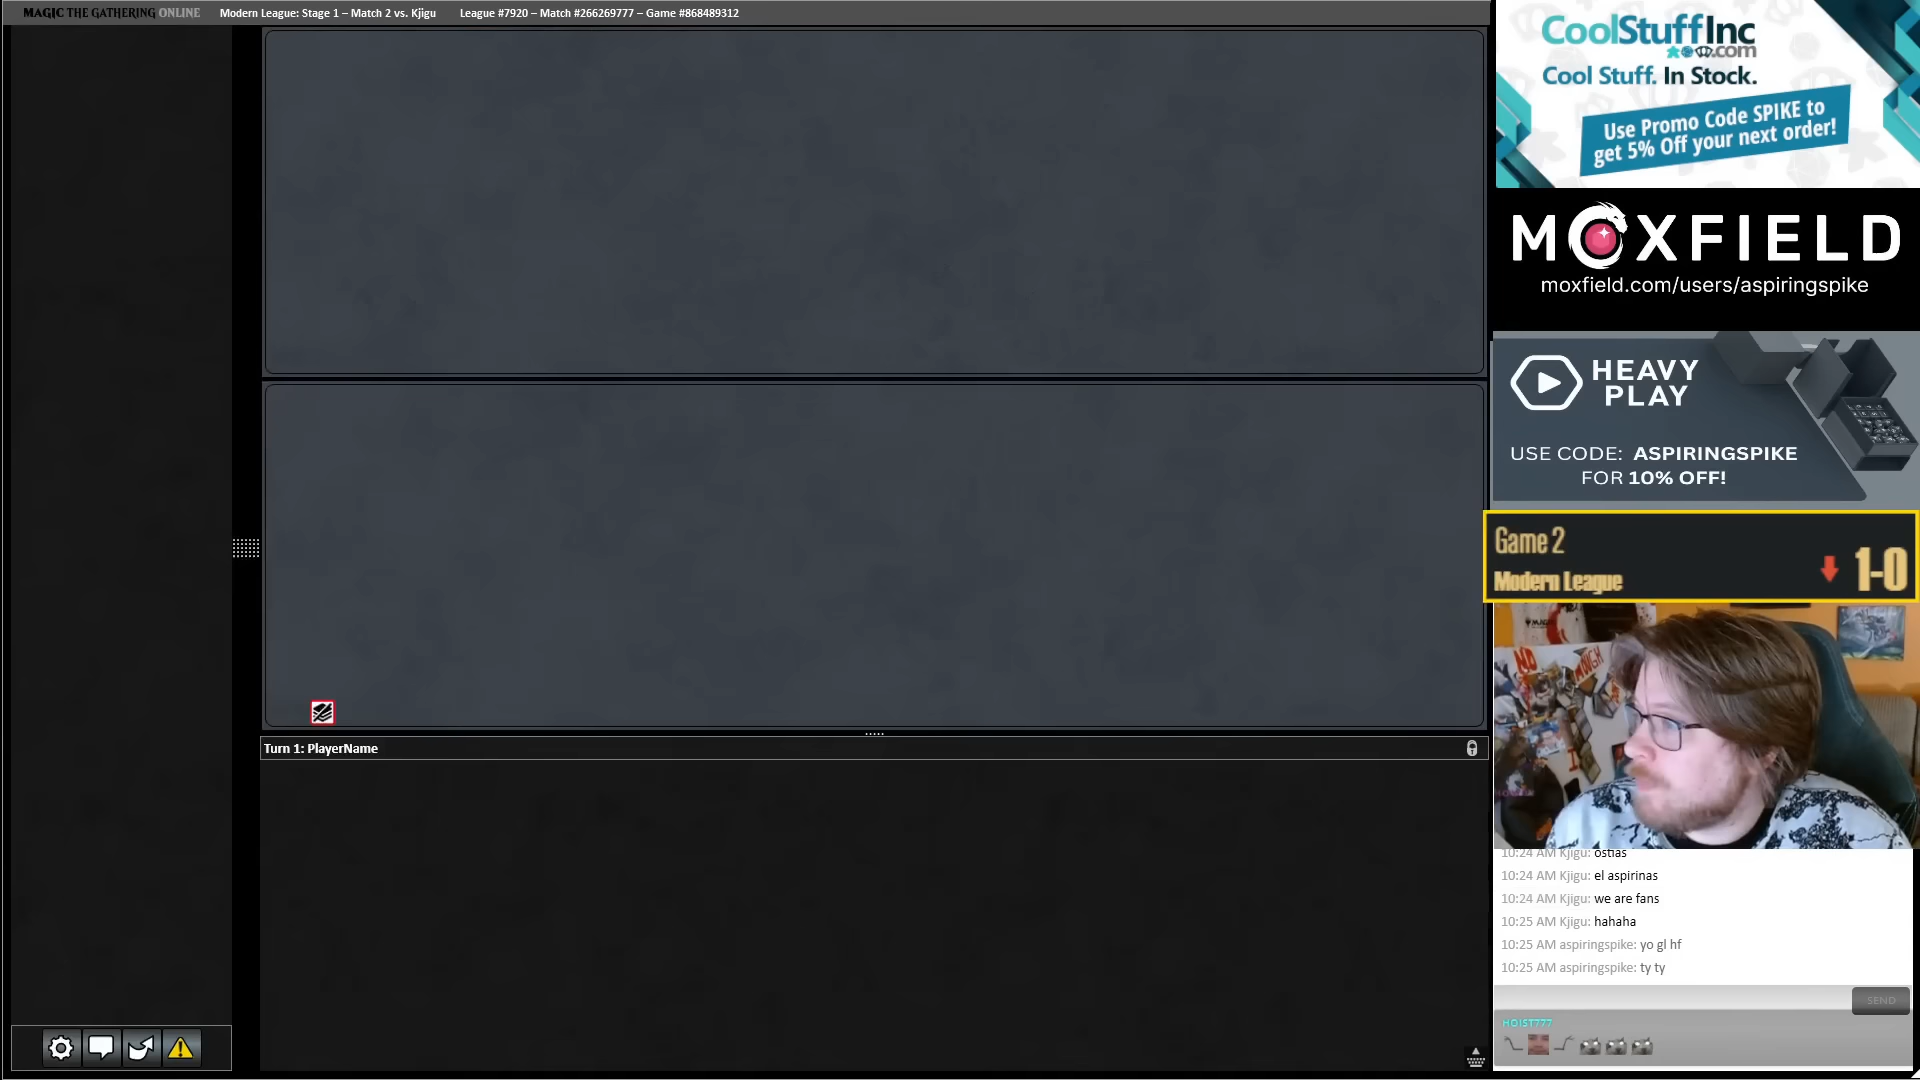 MAGIC THE GATHERING ONLINE
Modern League: Stage 1 – Match 2 vs. Kjigu
League #7920 – Match #266269777 – Game #868489312
CoolStuffInc
.com
Cool Stuff. In Stock.
Use Promo Code SPIKE to
get 5% Off your next order!
MOXFIELD
moxfield.com/users/aspiringspike
HEAVY
PLAY
USE CODE: ASPIRINGSPIKE
FOR 10% OFF!
Game 2
Modern League
1-0
NO
Turn 1: PlayerName
10:24 AM Kjigu: ostias
10:24 AM Kjigu: el aspirinas
10:24 AM Kjigu: we are fans
10:25 AM Kjigu: hahaha
10:25 AM aspiringspike: yo gl hf
10:25 AM aspiringspike: ty ty
SEND
HOIST777